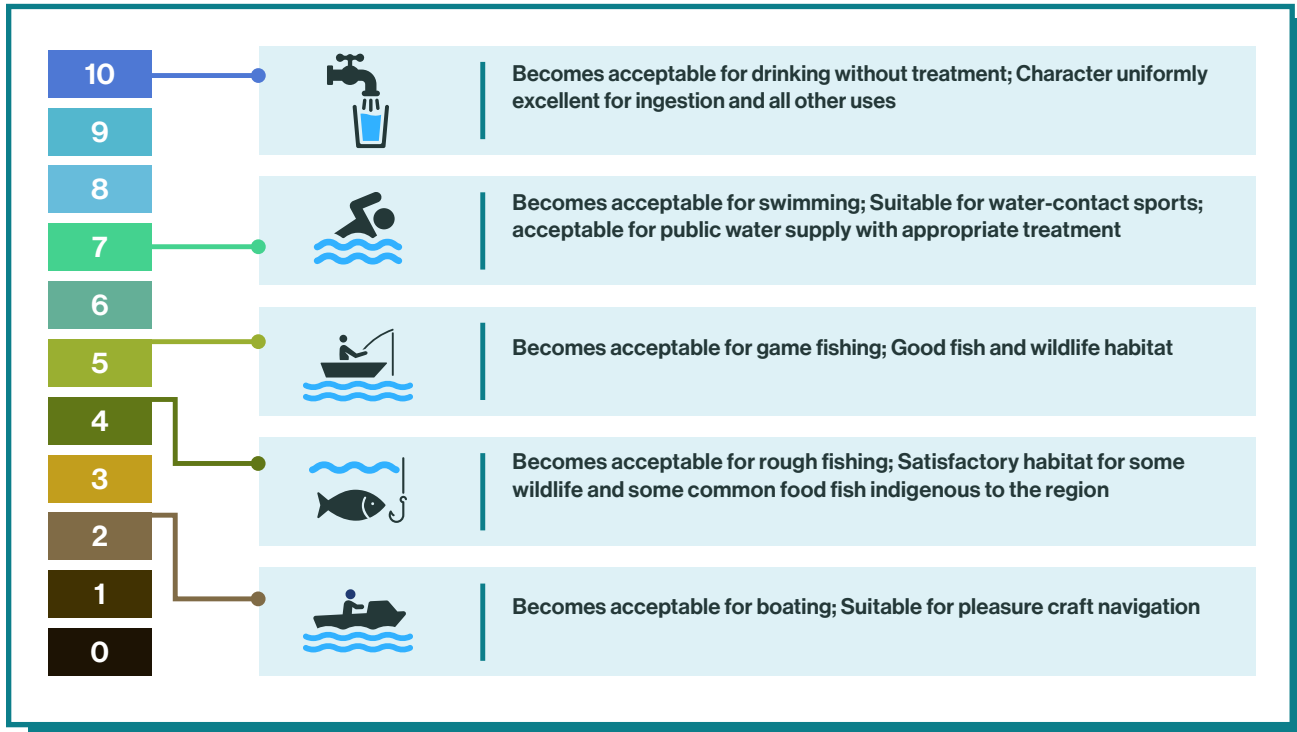 10
Becomes acceptable for drinking without treatment; Character uniformly
excellent for ingestion and all other uses
9
8
Becomes acceptable for swimming; Suitable for water-contact sports;
acceptable for public water supply with appropriate treatment
7
6
5
Becomes acceptable for game fishing; Good fish and wildlife habitat
4
Becomes acceptable for rough fishing; Satisfactory habitat for some
wildlife and some common food fish indigenous to the region
3
2
Becomes acceptable for boating; Suitable for pleasure craft navigation
1
0